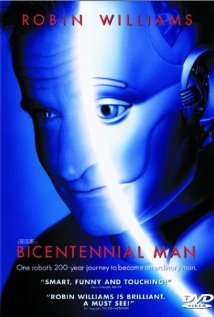 ROBIN WILLIAMS
BICENTENNIAL MAN
One robot's 200-year journey to become an ordinary man.
"SMART, FUNNY AND TOUCHING!"
"ROBIN WILLIAMS IS BRILLIANT.
A MUST SEE!"
DVD
VIDEO